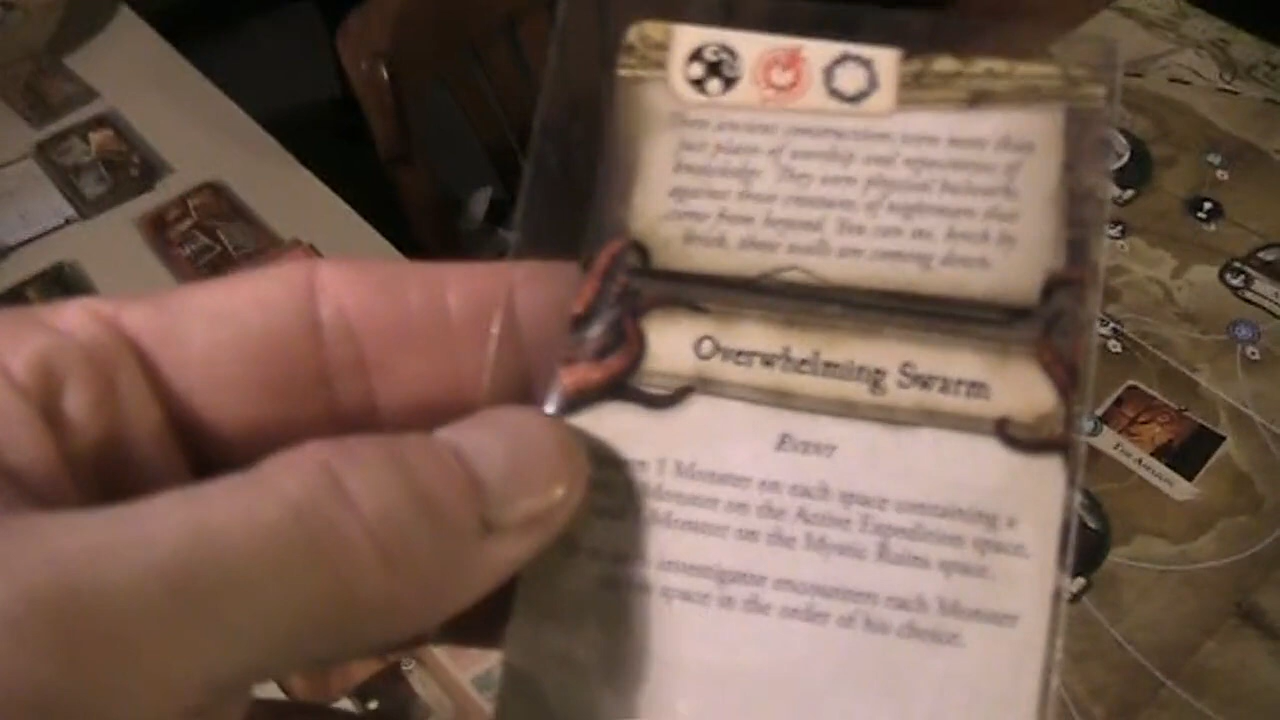 These ancient constructions were more than
just places of worship and repositories of
knowledge. They were physical bulwarks
against those creatures of nightmare that
come from beyond. You can see, brick by
brick, these walls are coming down.
Overwhelming Swarm
Event
1 Monster on each space containing a
Monster on the Active Expedition space,
Monster on the Mystic Ruins space.
investigator encounters each Monster
space in the order of his choice.
The Amazon